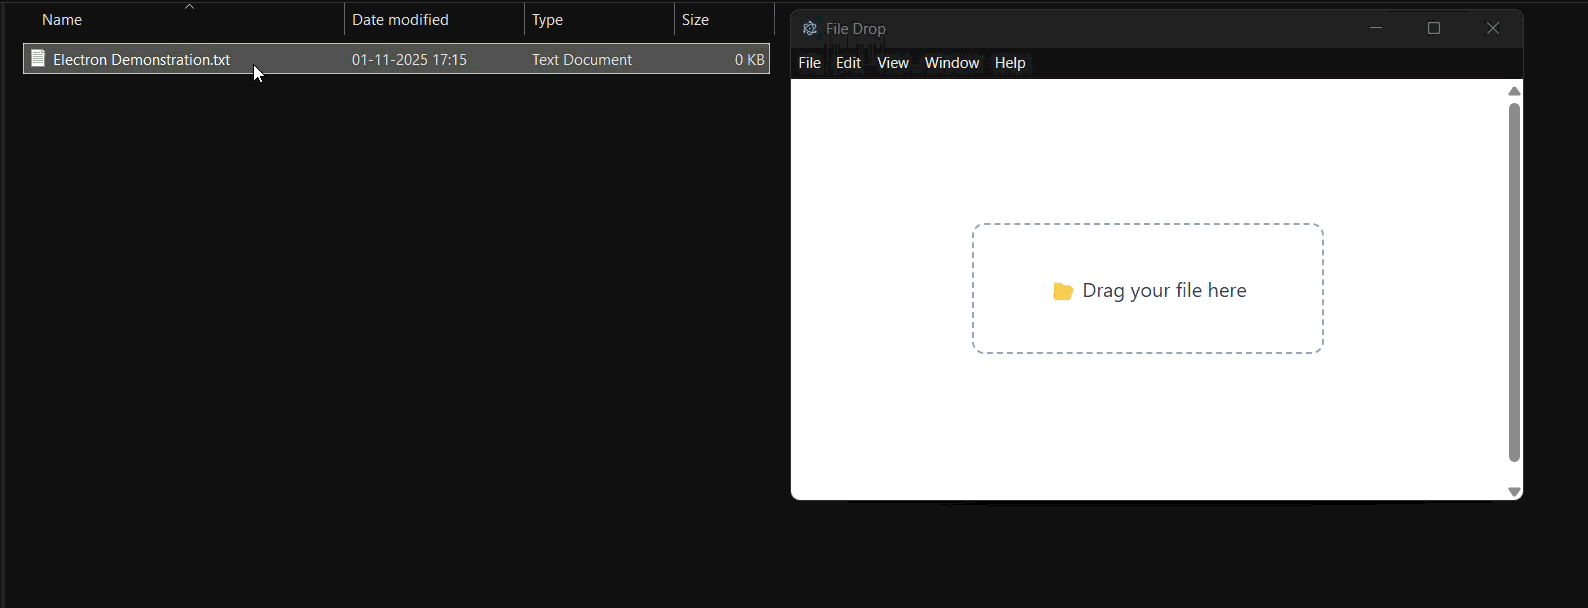 Name Date modified Type Size
Electron Demonstration.txt 01-11-2025 17:15 Text Document 0 KB
File Drop
File Edit View Window Help
Drag your file here